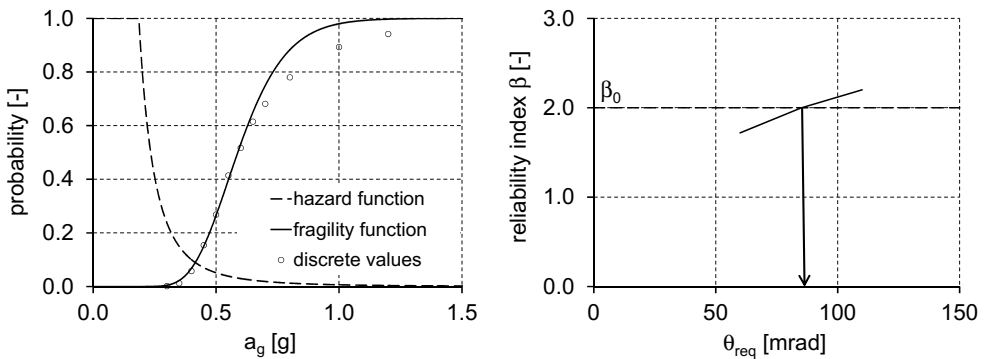 probability [-]
1.0
0.8
0.6
0.4
0.2
0.0
hazard function
fragility function
discrete values
0.0 0.5 1.0 1.5
a_g [g]
reliability index β [-]
3.0
2.0
1.0
0.0
β₀
0 50 100 150
θ_req [mrad]